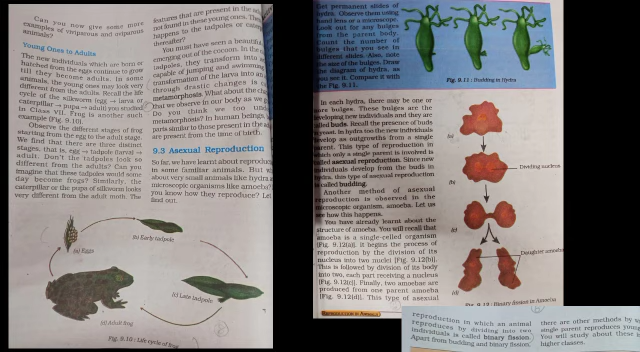 Can you now give some more
examples of viviparous and oviparous
animals?
Young Ones to Adults
The new individuals which are born or
hatched from the eggs continue to grow
till they become adults. In some
animals, the young ones may look very
different from the adults. Recall the life
cycle of the silkworm (egg → larva or
caterpillar → pupa → adult) you studied
in Class VII. Frog is another such
example (Fig. 9.10).
Observe the different stages of frog
starting from the egg to the adult stage.
We find that there are three distinct
stages, that is, egg → tadpole (larva) →
adult. Don't the tadpoles look so
different from the adults? Can you
imagine that these tadpoles would some
day become frogs? Similarly, the
caterpillar or the pupa of silkworm looks
very different from the adult moth. The
features that are present in the
not found in these young ones.
happens to the tadpoles or
thereafter?
You must have seen a beautiful
emerging out of the cocoon. In the
tadpoles, they transform into
capable of jumping and swimming
transformation of the larva into an
through drastic changes is
metamorphosis. What about the
that we observe in our body as we
Do you think we too
metamorphosis? In human beings,
parts similar to those present in the
are present from the time of birth.
9.3 Asexual Reproduction
So far, we have learnt about reproduction
in some familiar animals. But
about very small animals like hydra
microscopic organisms like amoeba?
you know how they reproduce? Let
find out.
(a) Eggs
(b) Early tadpole
(c) Late tadpole
(d) Adult frog
Fig. 9.10 : Life cycle of frog
permanent slides of
hydra. Observe them using
hand lens or a microscope.
Look out for any bulges
from the parent body.
Count the number of
bulges that you see in
different slides. Also, note
the size of the bulges. Draw
the diagram of hydra, as
you see it. Compare it with
the Fig. 9.11.
Fig. 9.11 : Budding in Hydra
In each hydra, there may be one or
more bulges. These bulges are the
developing new individuals and they are
called buds. Recall the presence of buds
in yeast. In hydra too the new individuals
develop as outgrowths from a single
parent. This type of reproduction in
which only a single parent is involved is
called asexual reproduction. Since new
individuals develop from the buds in
hydra, this type of asexual reproduction
is called budding.
Another method of asexual
reproduction is observed in the
microscopic organism, amoeba. Let us
see how this happens.
You have already learnt about the
structure of amoeba. You will recall that
amoeba is a single-celled organism
[Fig. 9.12(a)]. It begins the process of
reproduction by the division of its
nucleus into two nuclei [Fig. 9.12(b)].
This is followed by division of its body
into two, each part receiving a nucleus
[Fig. 9.12(c)]. Finally, two amoebae are
produced from one parent amoeba
[Fig. 9.12(d)]. This type of asexual
(a)
(b)
Dividing nucleus
(c)
Daughter amoebae
(d)
Fig. 9.12 : Binary fission in Amoeba
REPRODUCTION IN ANIMALS
reproduction in which an animal
reproduces by dividing into two
individuals is called binary fission.
Apart from budding and binary fission,
there are other methods by
single parent reproduces young
You will study about these in
higher classes.